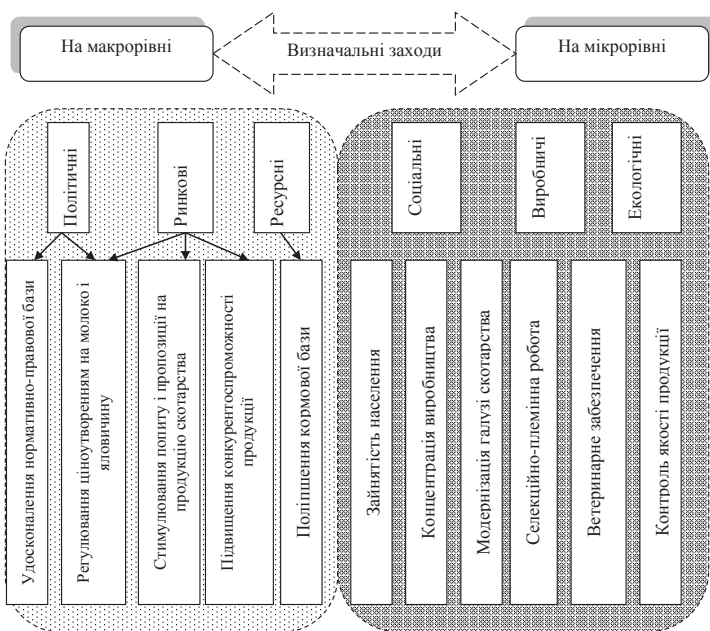 На макрорівні
Визначальні заходи
На мікрорівні
Політичні
Ринкові
Ресурсні
Соціальні
Виробничі
Екологічні
Удосконалення нормативно-правової бази
Регулювання ціноутворенням на молоко і
яловичину
Стимулювання попиту і пропозиції на
продукцію скотарства
Підвищення конкурентоспроможності
продукції
Поліпшення кормової бази
Зайнятість населення
Концентрація виробництва
Модернізація галузі скотарства
Селекційно-племінна робота
Ветеринарне забезпечення
Контроль якості продукції